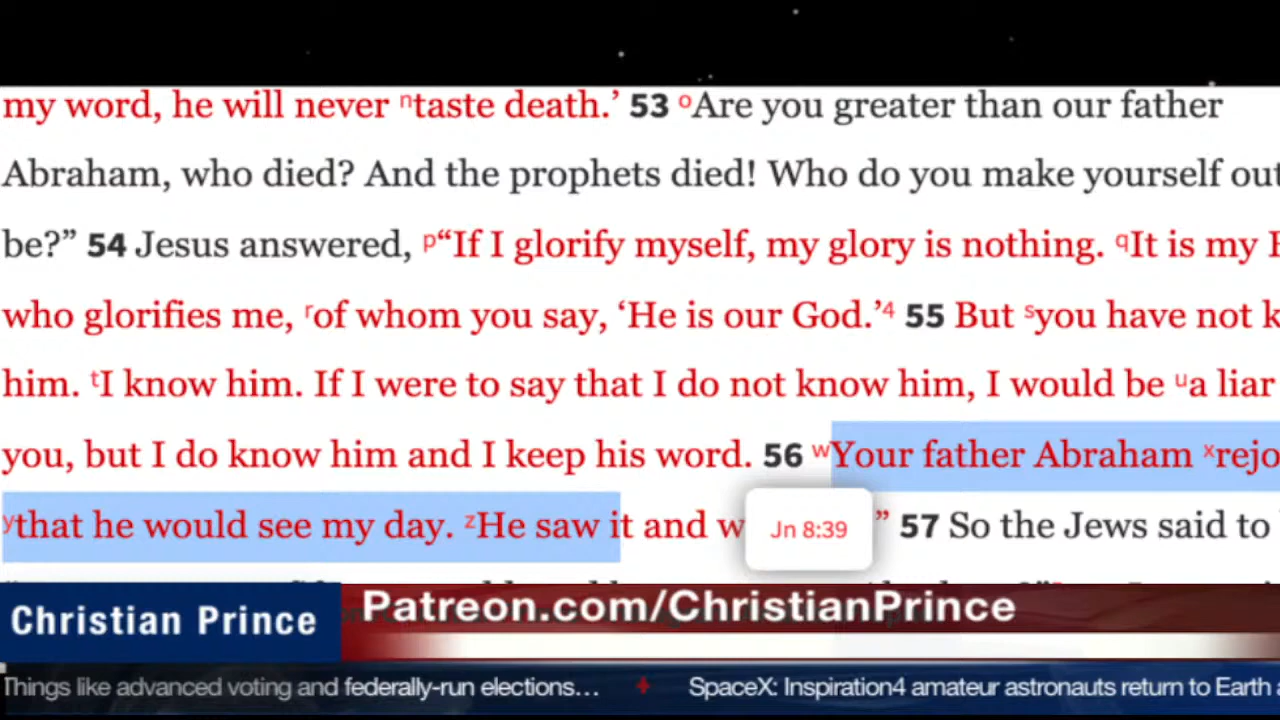 my word, he will never ⁿtaste death.’ 53 ᵒAre you greater than our father
Abraham, who died? And the prophets died! Who do you make yourself out
be?” 54 Jesus answered, ᵖ“If I glorify myself, my glory is nothing. qIt is my
who glorifies me, ʳof whom you say, ‘He is our God.’⁴ 55 But ˢyou have not k
him. ᵗI know him. If I were to say that I do not know him, I would be ᵘa liar
you, but I do know him and I keep his word. 56 ʷYour father Abraham ˣrejo
ʸthat he would see my day. ᶻHe saw it and w
Jn 8:39
” 57 So the Jews said to
Christian Prince
Patreon.com/ChristianPrince
Things like advanced voting and federally-run elections… SpaceX: Inspiration4 amateur astronauts return to Earth